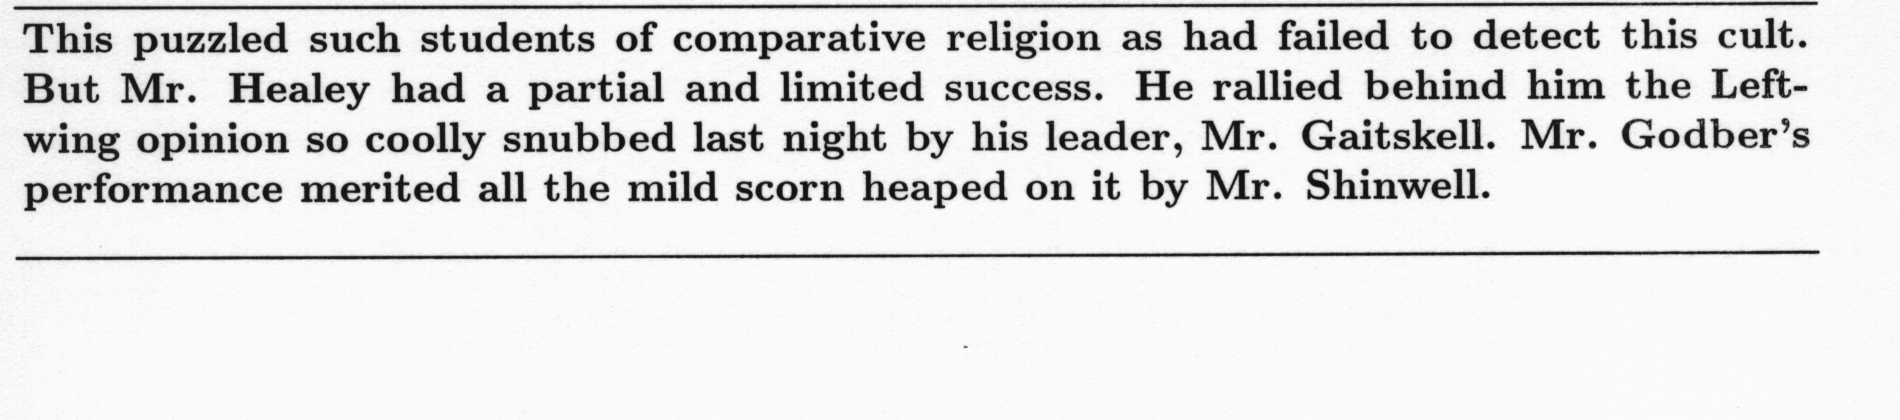 This puzzled such students of comparative religion as had failed to detect this cult.
But Mr. Healey had a partial and limited success. He rallied behind him the Left-
wing opinion so coolly snubbed last night by his leader, Mr. Gaitskell. Mr. Godber's
performance merited all the mild scorn heaped on it by Mr. Shinwell.